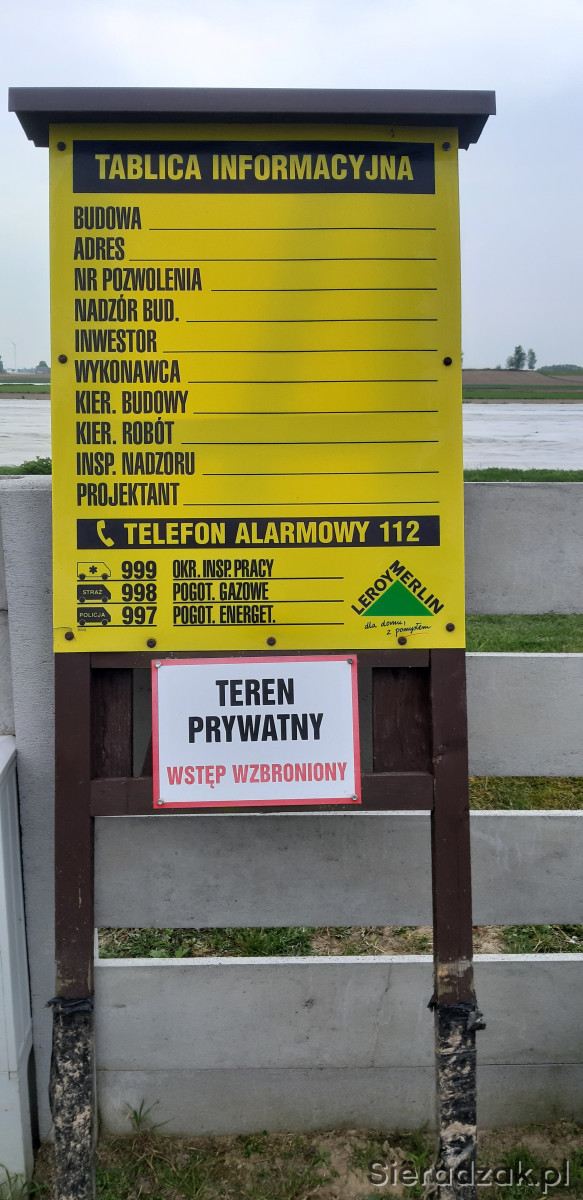 TABLICA INFORMACYJNA
BUDOWA
ADRES
NR POZWOLENIA
NADZÓR BUD.
INWESTOR
WYKONAWCA
KIER. BUDOWY
KIER. ROBÓT
INSP. NADZORU
PROJEKTANT
TELEFON ALARMOWY 112
999 OKR. INSP. PRACY
STRAŻ 998 POGOT. GAZOWE
POLICJA 997 POGOT. ENERGET.
LEROY MERLIN
dla domu,
z pomysłem
TEREN
PRYWATNY
WSTĘP WZBRONIONY
Sieradzak.pl